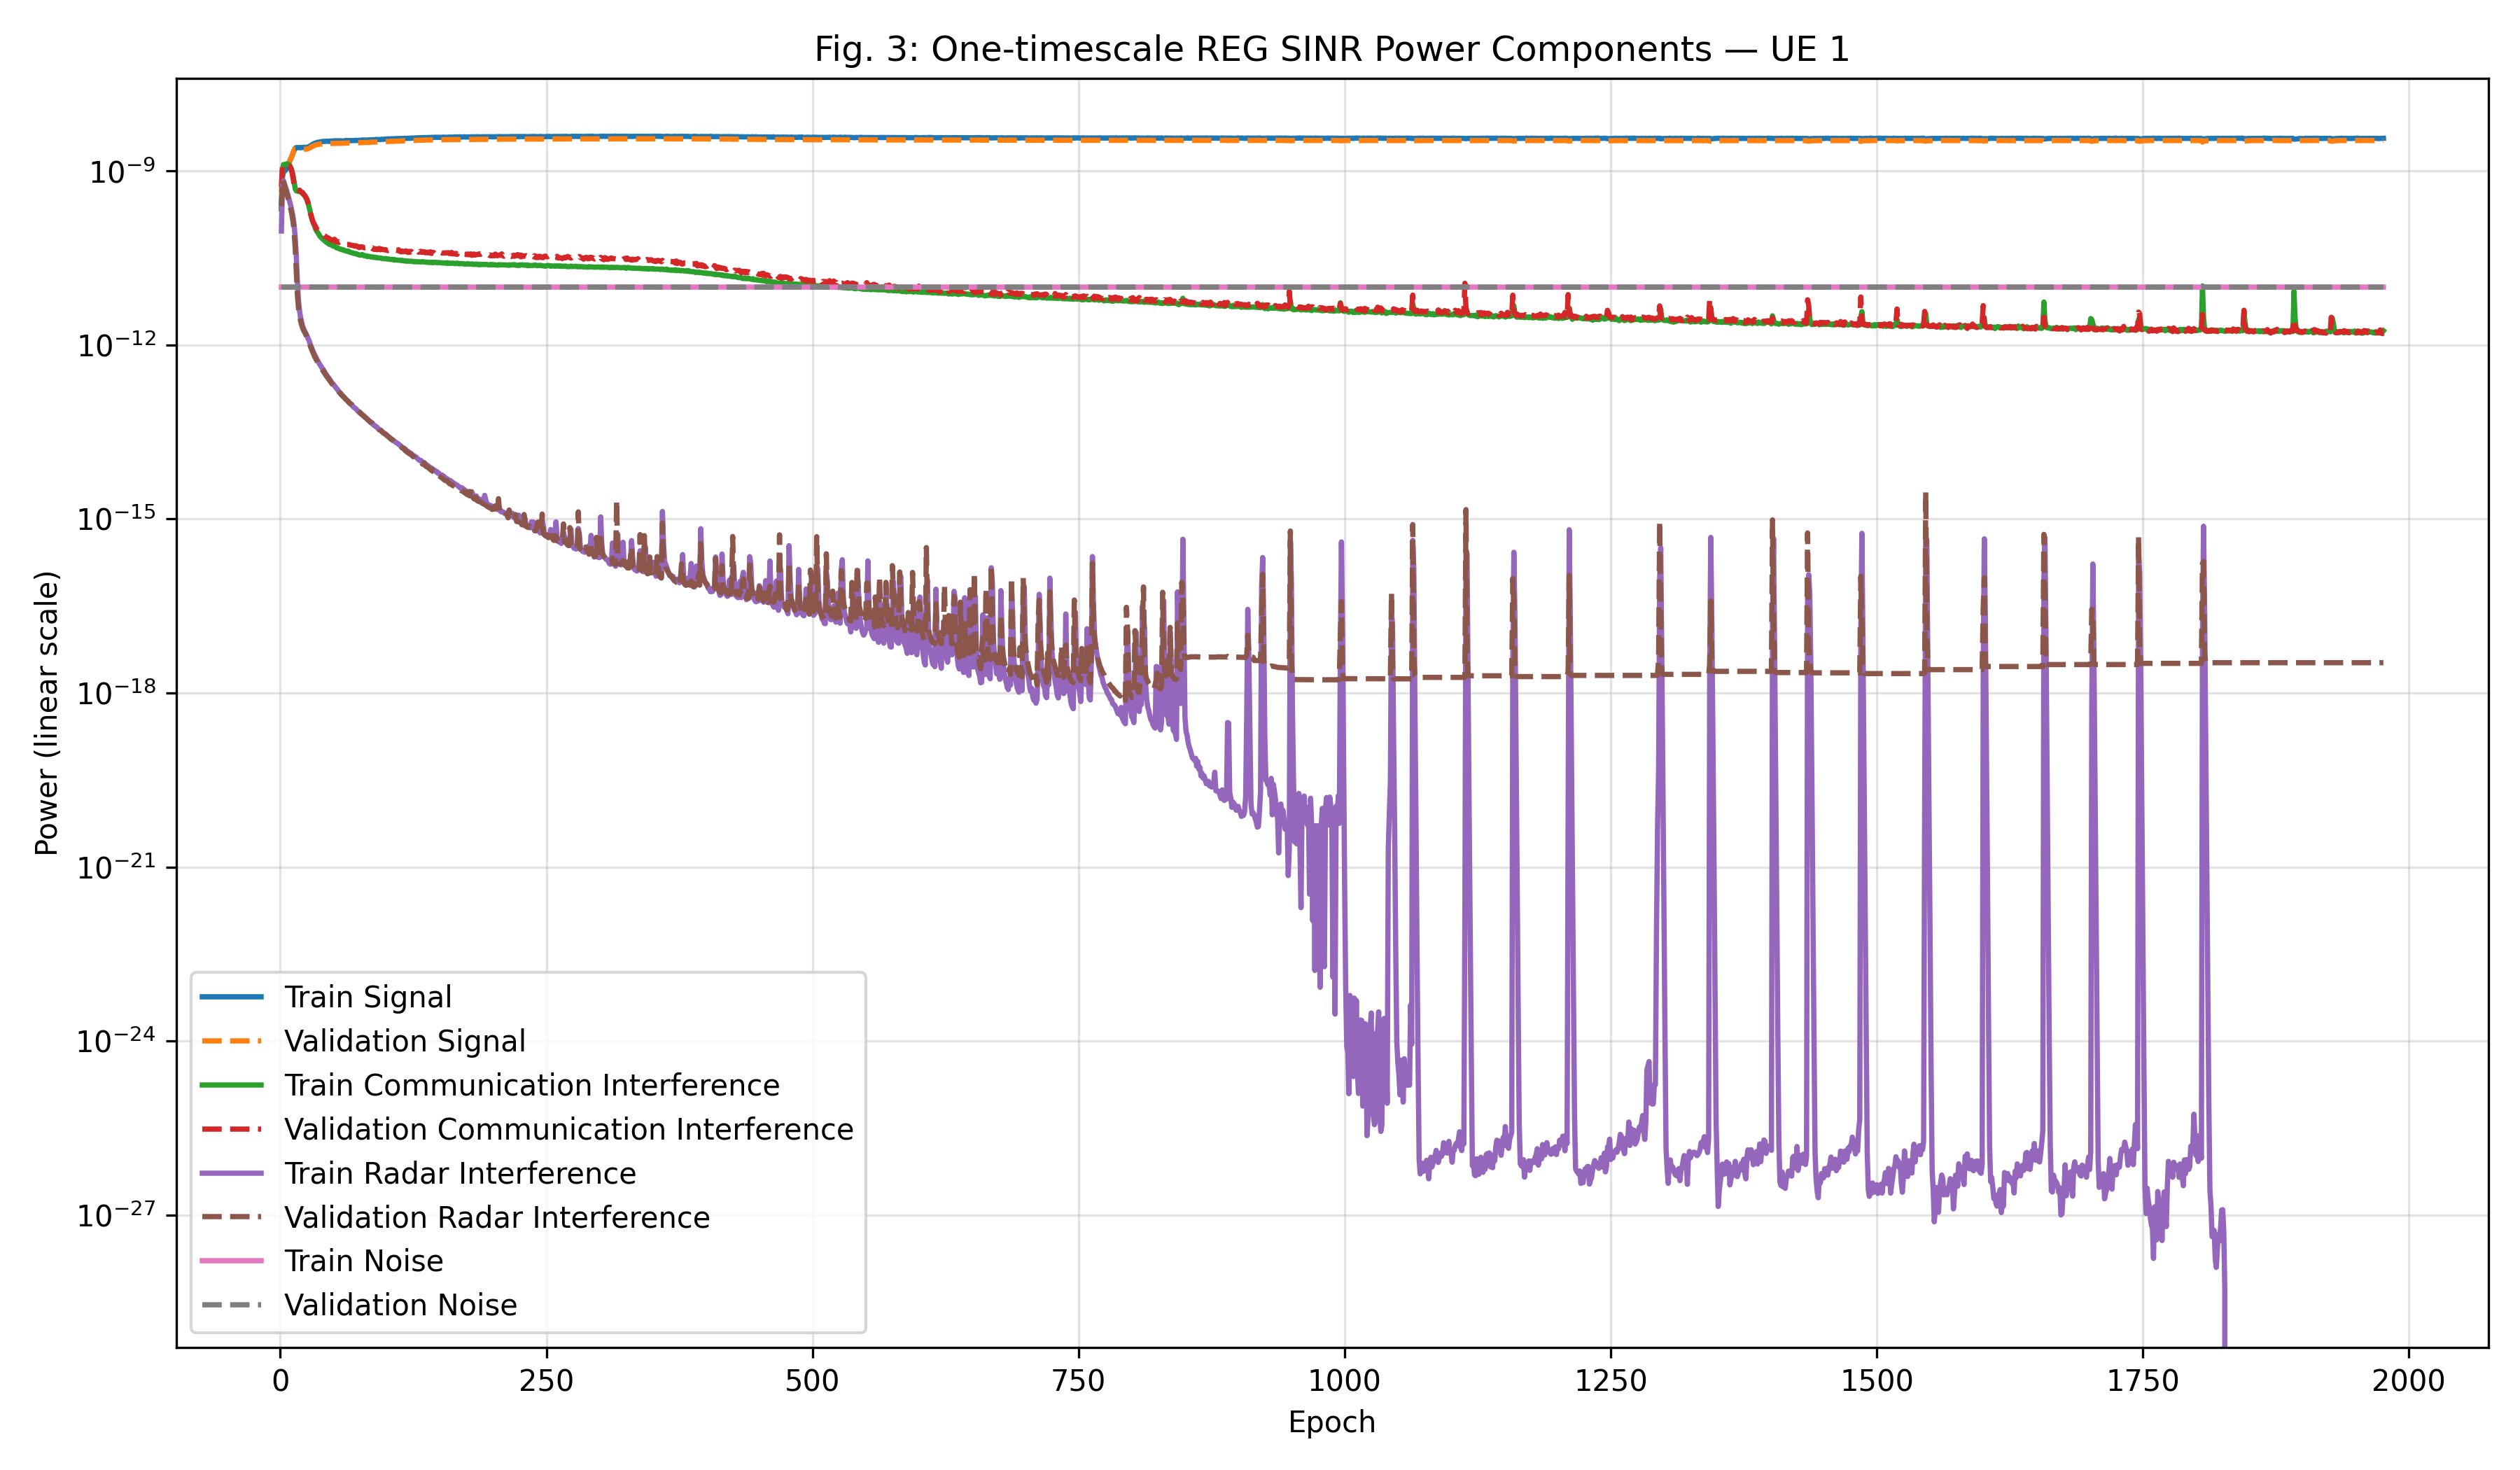 Fig. 3: One-timescale REG SINR Power Components — UE 1
Power (linear scale)
10⁻⁹
10⁻¹²
10⁻¹⁵
10⁻¹⁸
10⁻²¹
10⁻²⁴
10⁻²⁷
Train Signal
Validation Signal
Train Communication Interference
Validation Communication Interference
Train Radar Interference
Validation Radar Interference
Train Noise
Validation Noise
0 250 500 750 1000 1250 1500 1750 2000
Epoch